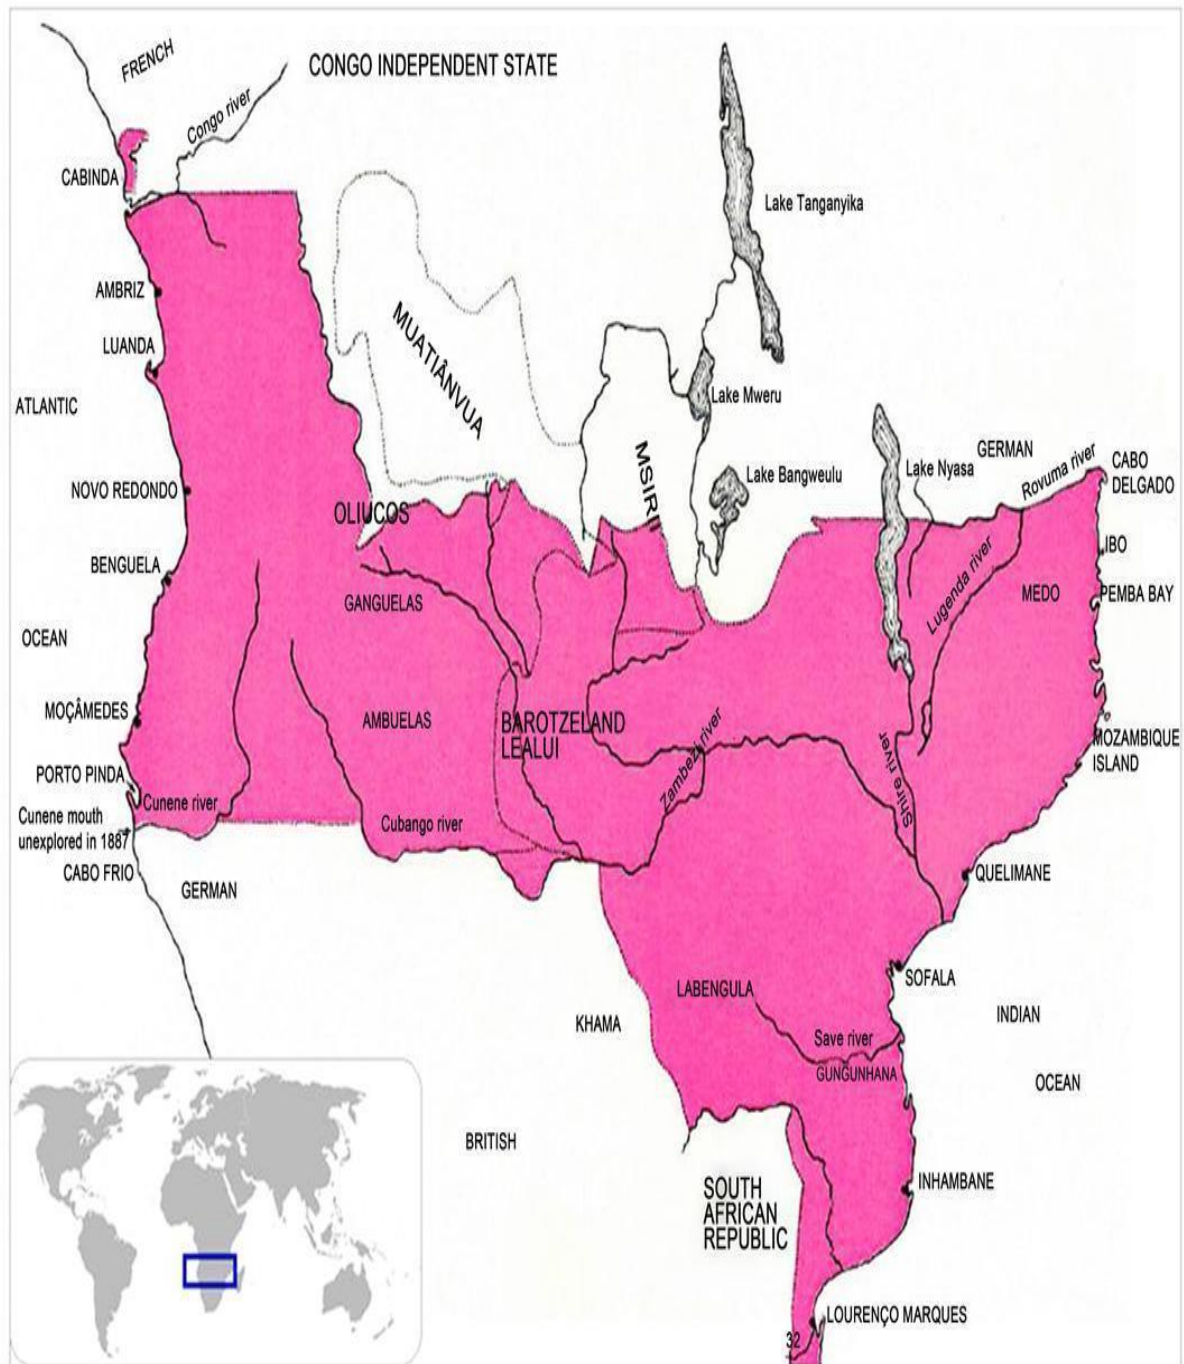 FRENCH
CONGO INDEPENDENT STATE
Congo river
CABINDA
Lake Tanganyika
AMBRIZ
MUATIÂNVUA
LUANDA
Lake Mweru
ATLANTIC
MSIRI
GERMAN
Rovuma river
CABO
DELGADO
Lake Nyasa
Lake Bangweulu
NOVO REDONDO
OLIUCOS
IBO
BENGUELA
GANGUELAS
Lugenda river
MEDO
PEMBA BAY
OCEAN
MOÇÂMEDES
AMBUELAS
BAROTZELAND
LEALUI
Zambezi river
Shire river
MOZAMBIQUE
ISLAND
PORTO PINDA
Cunene river
Cunene mouth
unexplored in 1887
Cubango river
CABO FRIO
GERMAN
QUELIMANE
SOFALA
LABENGULA
KHAMA
INDIAN
Save river
GUNGUNHANA
OCEAN
BRITISH
INHAMBANE
SOUTH
AFRICAN
REPUBLIC
LOURENÇO MARQUES
32